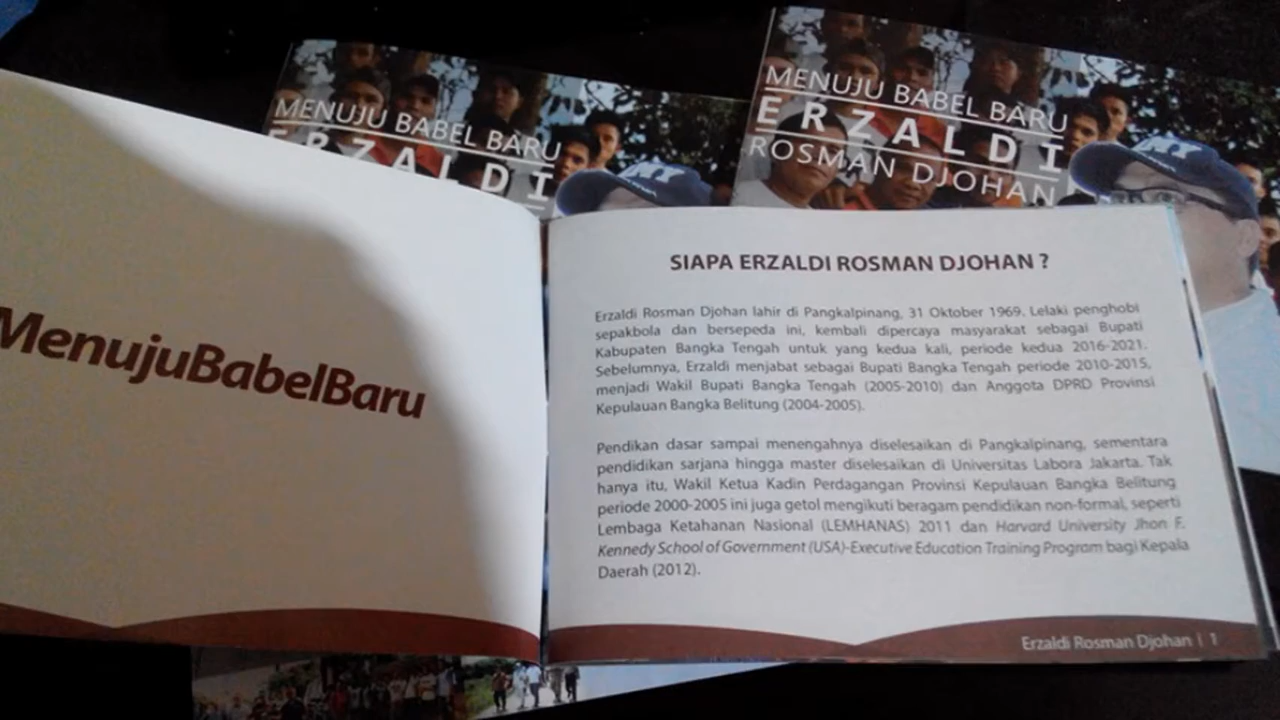 MENUJU BABEL BARU
ERZALDI
MENUJU BABEL BARU
ERZALDI
ROSMAN DJOHAN
NY
NY
MenujuBabelBaru
SIAPA ERZALDI ROSMAN DJOHAN ?
Erzaldi Rosman Djohan lahir di Pangkalpinang, 31 Oktober 1969. Lelaki penghobi
sepakbola dan bersepeda ini, kembali dipercaya masyarakat sebagai Bupati
Kabupaten Bangka Tengah untuk yang kedua kali, periode kedua 2016-2021.
Sebelumnya, Erzaldi menjabat sebagai Bupati Bangka Tengah periode 2010-2015,
menjadi Wakil Bupati Bangka Tengah (2005-2010) dan Anggota DPRD Provinsi
Kepulauan Bangka Belitung (2004-2005).
Pendikan dasar sampai menengahnya diselesaikan di Pangkalpinang, sementara
pendidikan sarjana hingga master diselesaikan di Universitas Labora Jakarta. Tak
hanya itu, Wakil Ketua Kadin Perdagangan Provinsi Kepulauan Bangka Belitung
periode 2000-2005 ini juga getol mengikuti beragam pendidikan non-formal, seperti
Lembaga Ketahanan Nasional (LEMHANAS) 2011 dan Harvard University Jhon F.
Kennedy School of Government (USA)-Executive Education Training Program bagi Kepala
Daerah (2012).
Erzaldi Rosman Djohan | 1